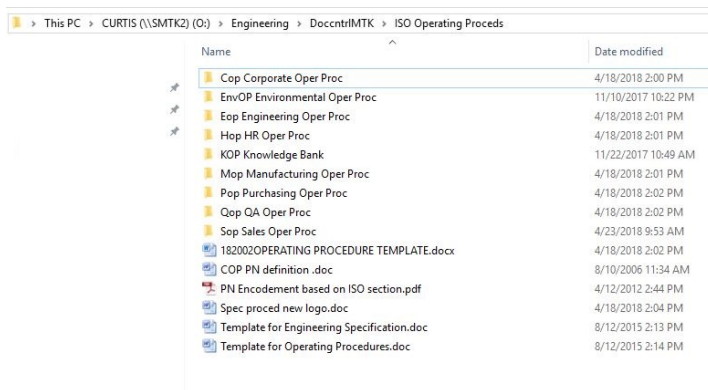 This PC > CURTIS (\\SMTK2) (O:) > Engineering > DoccntrlMTK > ISO Operating Proceds
Name Date modified
Cop Corporate Oper Proc 4/18/2018 2:00 PM
EnvOP Environmental Oper Proc 11/10/2017 10:22 PM
Eop Engineering Oper Proc 4/18/2018 2:01 PM
Hop HR Oper Proc 4/18/2018 2:01 PM
KOP Knowledge Bank 11/22/2017 10:49 AM
Mop Manufacturing Oper Proc 4/18/2018 2:01 PM
Pop Purchasing Oper Proc 4/18/2018 2:02 PM
Qop QA Oper Proc 4/18/2018 2:02 PM
Sop Sales Oper Proc 4/23/2018 9:53 AM
182002OPERATING PROCEDURE TEMPLATE.docx 4/18/2018 2:02 PM
COP PN definition .doc 8/10/2006 11:34 AM
PN Encodement based on ISO section.pdf 4/12/2012 2:44 PM
Spec proced new logo.doc 4/18/2018 2:04 PM
Template for Engineering Specification.doc 8/12/2015 2:13 PM
Template for Operating Procedures.doc 8/12/2015 2:14 PM